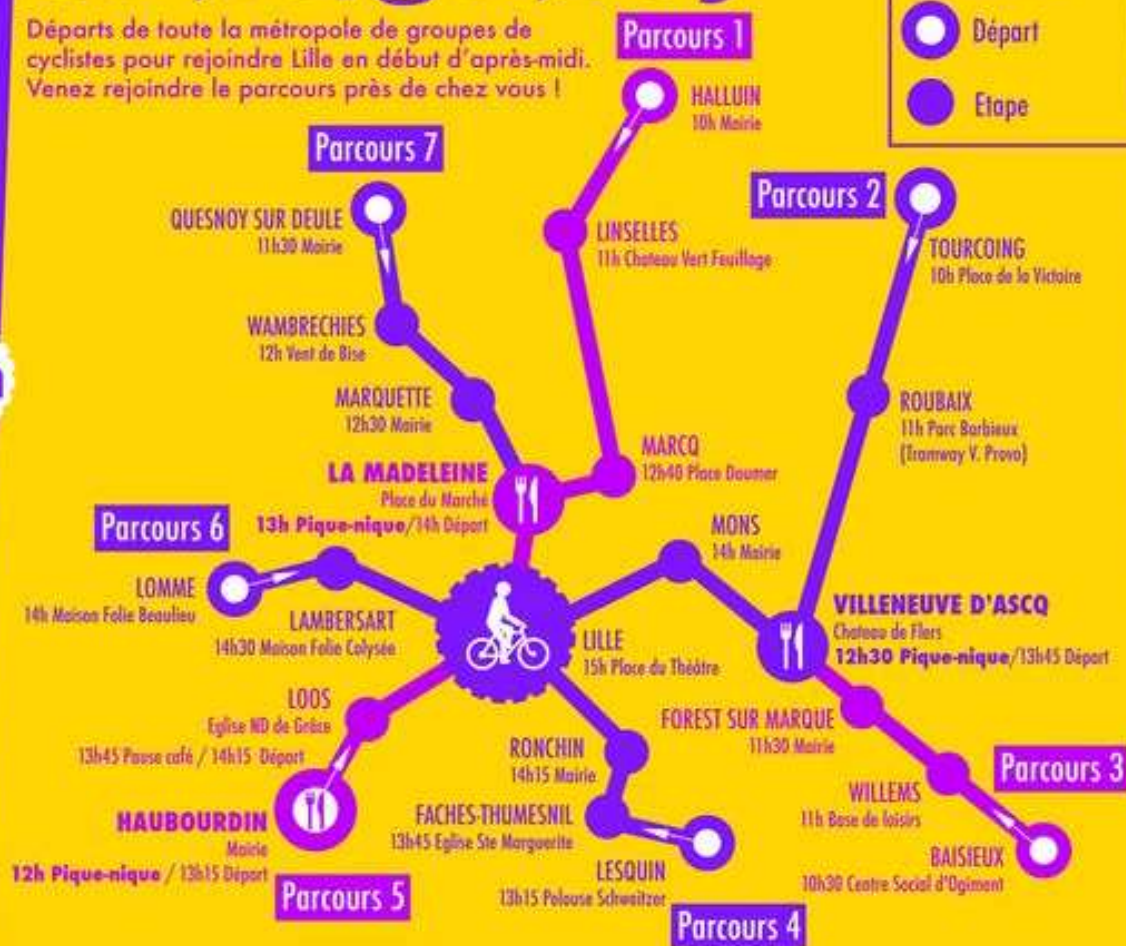 Départs de toute la métropole de groupes de
cyclistes pour rejoindre Lille en début d'après-midi.
Venez rejoindre le parcours près de chez vous !
Départ
Etape
Parcours 1
HALLUIN
10h Mairie
LINSELLES
11h Chateau Vert Feuillage
MARCQ
12h40 Place Doumer
Parcours 7
QUESNOY SUR DEULE
11h30 Mairie
WAMBRECHIES
12h Vent de Bise
MARQUETTE
12h30 Mairie
LA MADELEINE
Place du Marché
13h Pique-nique/14h Départ
Parcours 2
TOURCOING
10h Place de la Victoire
ROUBAIX
11h Parc Barbieux
(Tramway V. Provo)
MONS
14h Mairie
VILLENEUVE D'ASCQ
Chateau de Flers
12h30 Pique-nique/13h45 Départ
Parcours 6
LOMME
14h Maison Folie Beaulieu
LAMBERSART
14h30 Maison Folie Colysée
LILLE
15h Place du Théâtre
LOOS
Eglise ND de Grâce
13h45 Pause café / 14h15 Départ
HAUBOURDIN
Mairie
12h Pique-nique / 13h15 Départ
Parcours 5
RONCHIN
14h15 Mairie
FACHES-THUMESNIL
13h45 Eglise Ste Marguerite
LESQUIN
13h15 Pelouse Schweitzer
Parcours 4
FOREST SUR MARQUE
11h30 Mairie
WILLEMS
11h Base de loisirs
Parcours 3
BAISIEUX
10h30 Centre Social d'Ogimont